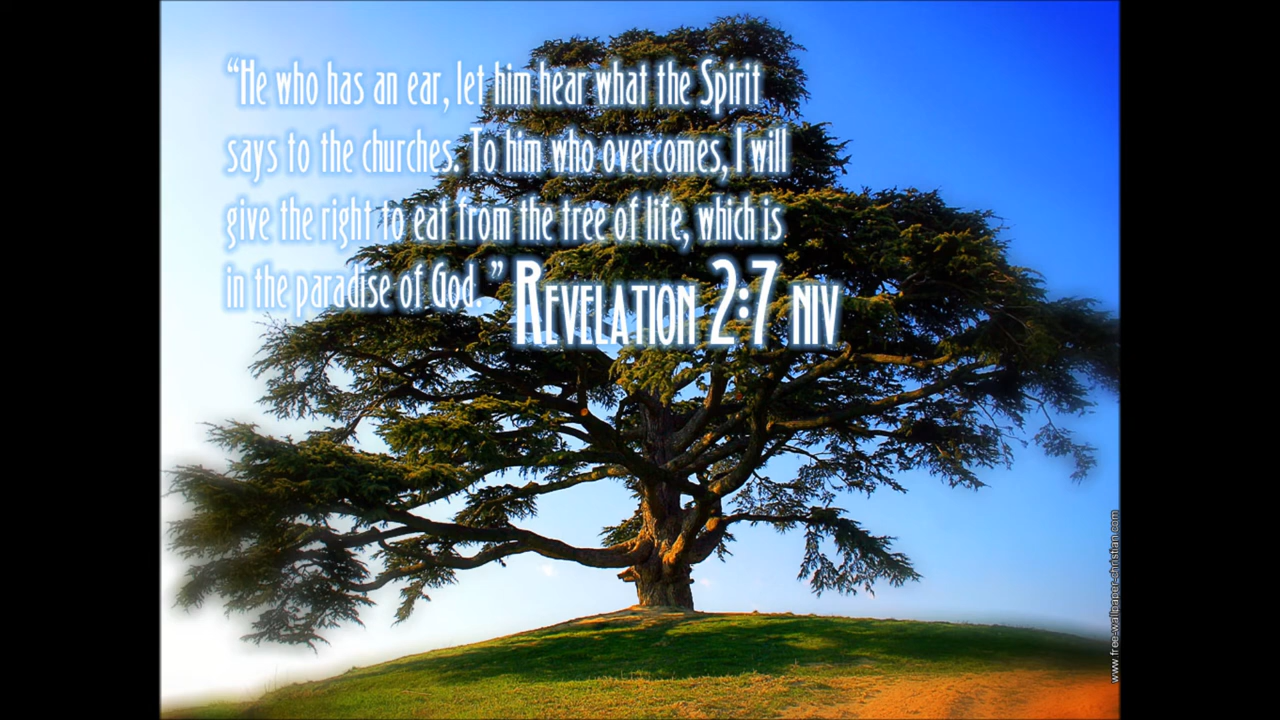 “He who has an ear, let him hear what the Spirit
says to the churches. To him who overcomes, I will
give the right to eat from the tree of life, which is
in the paradise of God.” REVELATION 2:7 NIV
www.free-wallpaper-christian.com